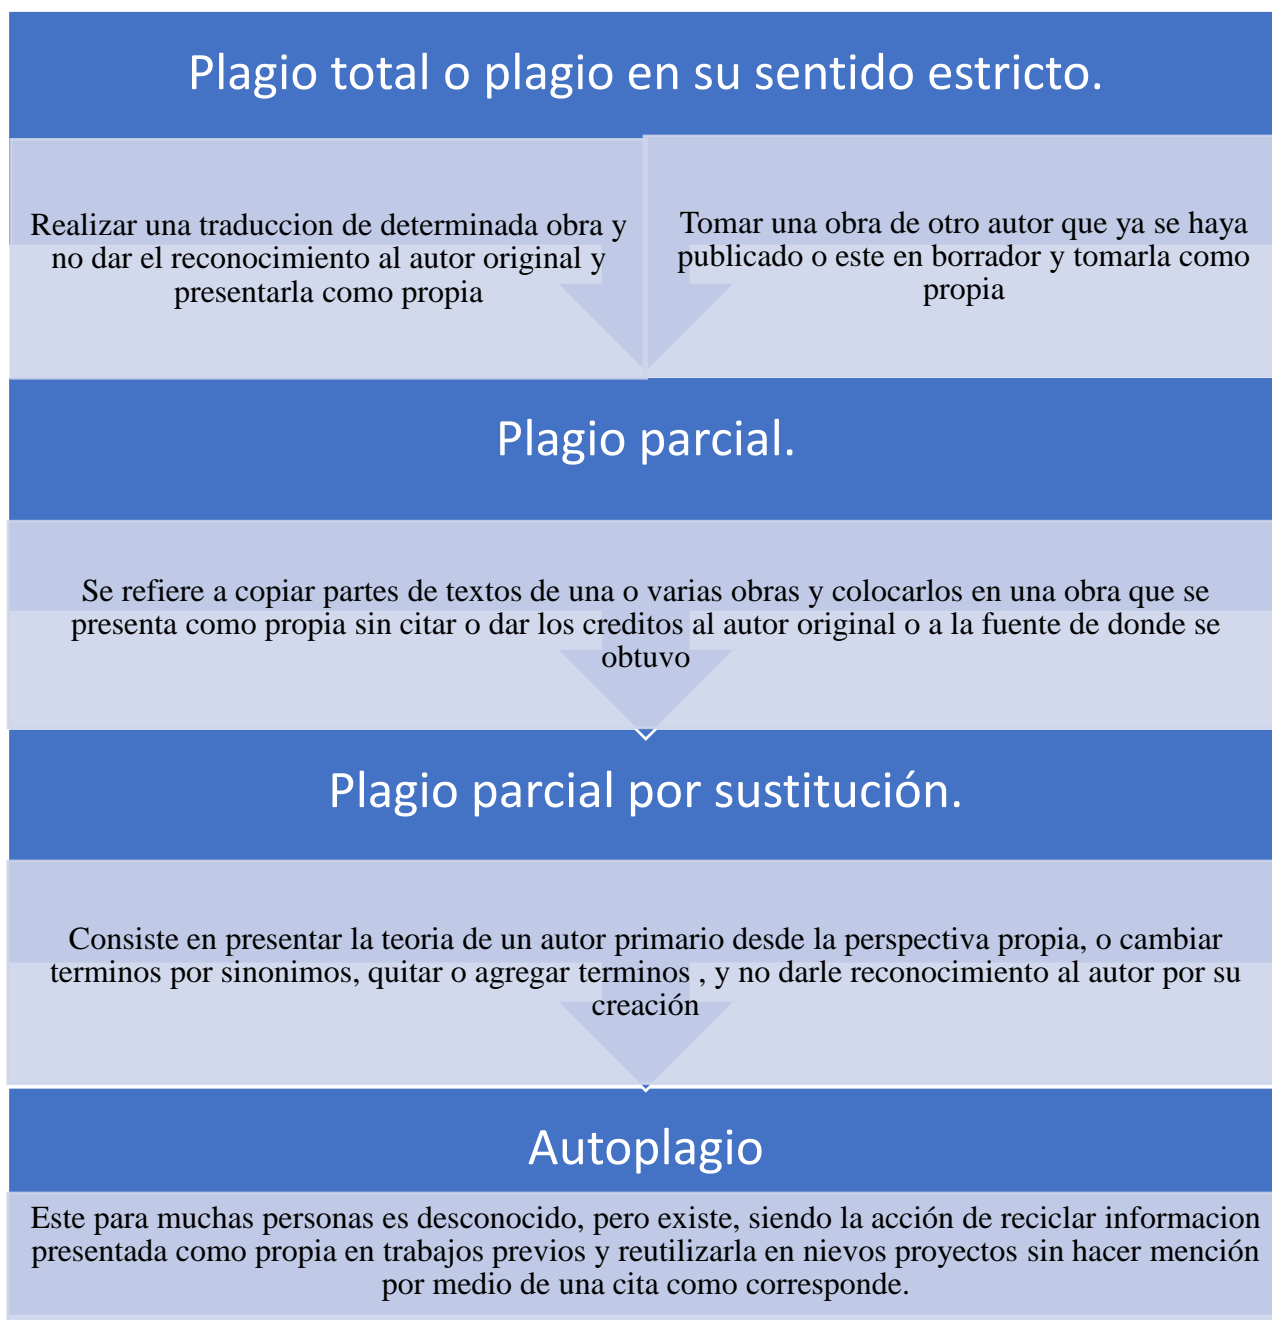 Plagio total o plagio en su sentido estricto.
Realizar una traduccion de determinada obra y
no dar el reconocimiento al autor original y
presentarla como propia
Tomar una obra de otro autor que ya se haya
publicado o este en borrador y tomarla como
propia
Plagio parcial.
Se refiere a copiar partes de textos de una o varias obras y colocarlos en una obra que se
presenta como propia sin citar o dar los creditos al autor original o a la fuente de donde se
obtuvo
Plagio parcial por sustitución.
Consiste en presentar la teoria de un autor primario desde la perspectiva propia, o cambiar
terminos por sinonimos, quitar o agregar terminos , y no darle reconocimiento al autor por su
creación
Autoplagio
Este para muchas personas es desconocido, pero existe, siendo la acción de reciclar informacion
presentada como propia en trabajos previos y reutilizarla en nievos proyectos sin hacer mención
por medio de una cita como corresponde.